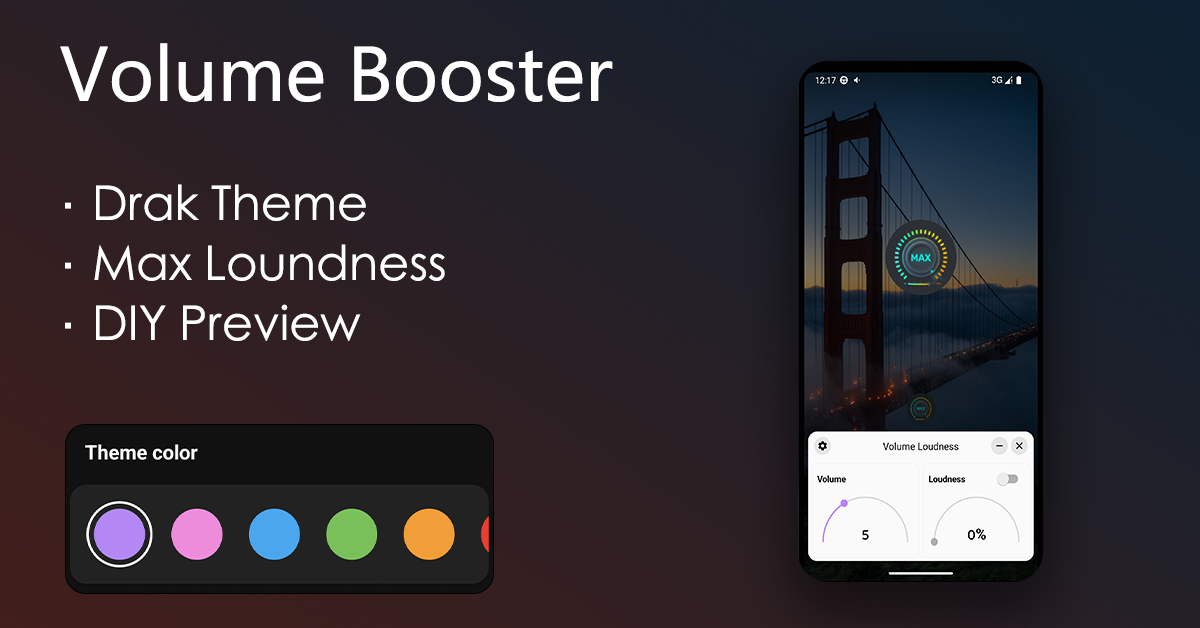 Volume Booster
· Drak Theme
· Max Loundness
· DIY Preview
Theme color
12:17
3G
MAX
MAX
Volume Loudness
Volume
Loudness
5
0%